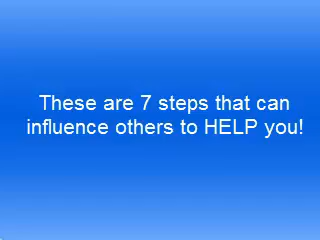 These are 7 steps that can
influence others to HELP you!